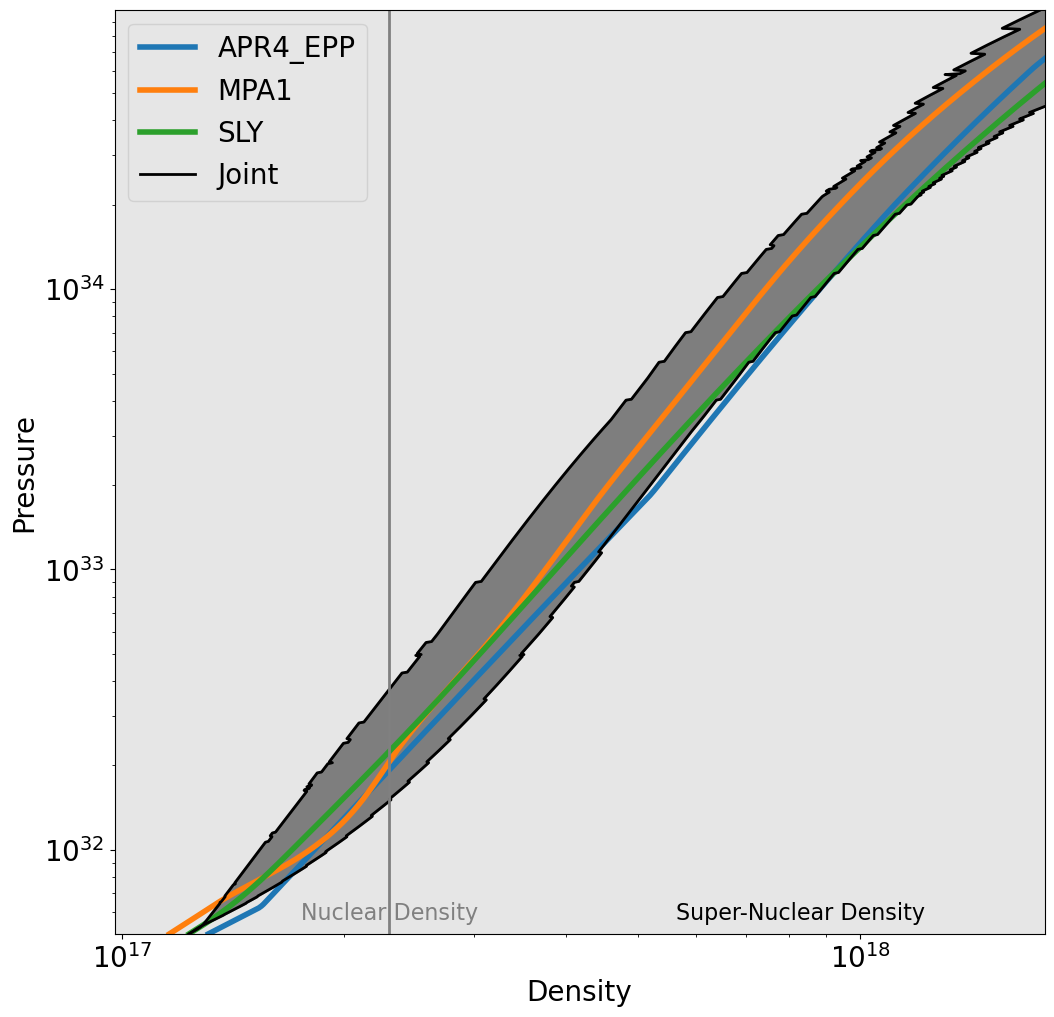 APR4_EPP
MPA1
SLY
Joint
10^34
10^33
10^32
Pressure
Nuclear Density
Super-Nuclear Density
10^17
10^18
Density